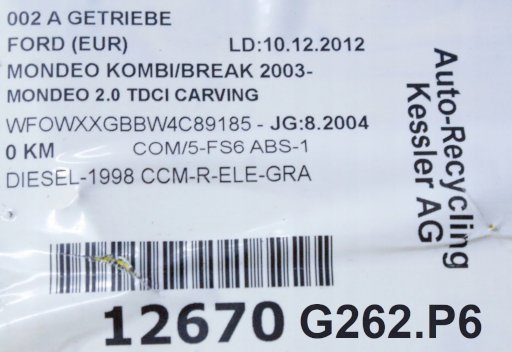 002 A GETRIEBE
FORD (EUR) LD:10.12.2012
MONDEO KOMBI/BREAK 2003-
MONDEO 2.0 TDCI CARVING
WFOWXXGBBW4C89185 - JG:8.2004
0 KM COM/5-FS6 ABS-1
DIESEL-1998 CCM-R-ELE-GRA
Auto-Recycling
Kessler AG
12670 G262.P6